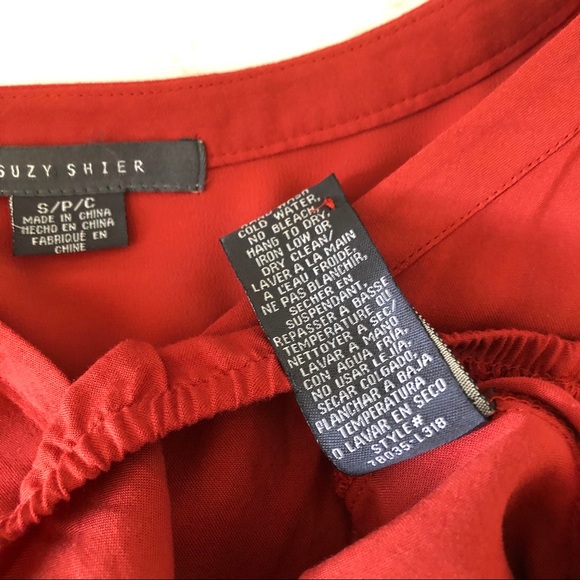 SUZY SHIER
S/P/C
MADE IN CHINA
HECHO EN CHINA
FABRIQUÉ EN
CHINE
COLD WATER,
NO BLEACH,
HANG TO DRY,
IRON LOW OR
DRY CLEAN/
LAVER A LA MAIN
A L'EAU FROIDE,
NE PAS BLANCHIR,
SECHER EN
SUSPENDANT,
REPASSER A BASSE
TEMPERATURE OU
NETTOYER A SEC/
LAVAR A MANO
CON AGUA FRIA,
NO USAR LEJIA,
SECAR COLGADO,
PLANCHAR A BAJA
TEMPERATURA
O LAVAR EN SECO
STYLE#
78035-L318